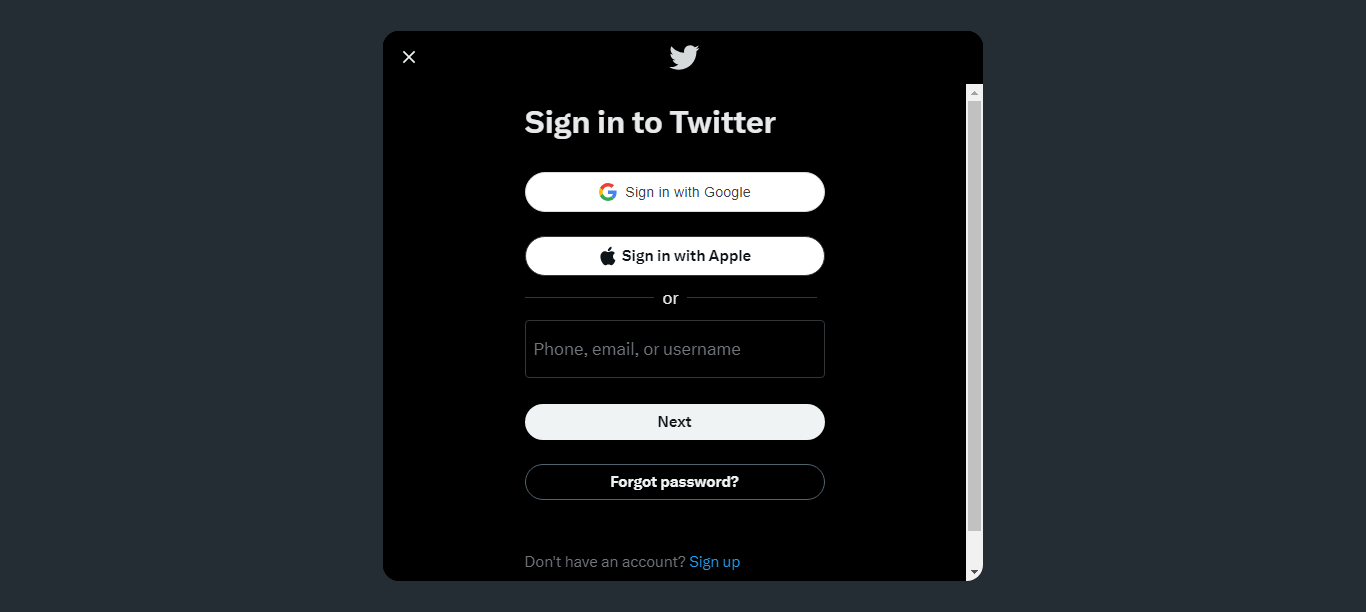 Sign in to Twitter
Sign in with Google
Sign in with Apple
or
Phone, email, or username
Next
Forgot password?
Don't have an account? Sign up